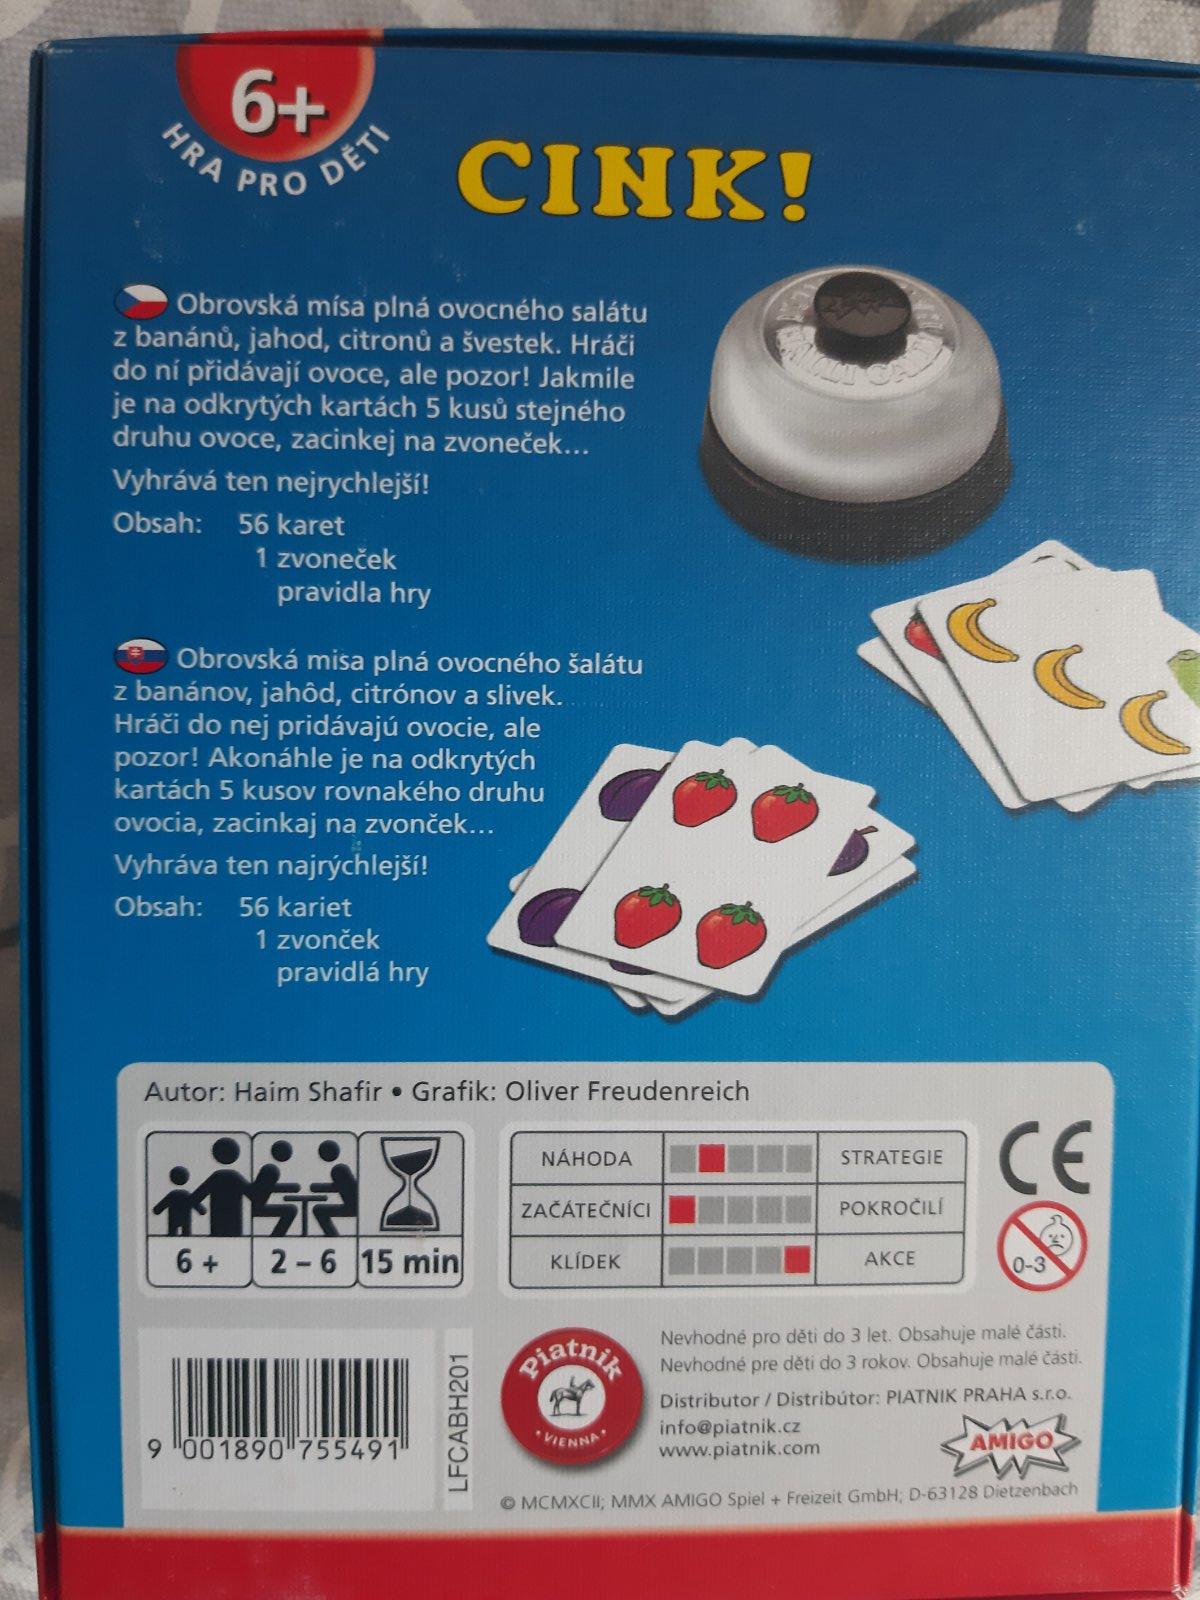 6+
HRA PRO DĚTI
CINK!
Obrovská mísa plná ovocného salátu
z banánů, jahod, citronů a švestek. Hráči
do ní přidávají ovoce, ale pozor! Jakmile
je na odkrytých kartách 5 kusů stejného
druhu ovoce, zacinkej na zvoneček...
Vyhrává ten nejrychlejší!
Obsah: 56 karet
1 zvoneček
pravidla hry
Obrovská misa plná ovocného šalátu
z banánov, jahôd, citrónov a slivek.
Hráči do nej pridávajú ovocie, ale
pozor! Akonáhle je na odkrytých
kartách 5 kusov rovnakého druhu
ovocia, zacinkaj na zvonček...
Vyhráva ten najrýchlejší!
Obsah: 56 kariet
1 zvonček
pravidlá hry
Autor: Haim Shafir • Grafik: Oliver Freudenreich
6 + 2 – 6 15 min
NÁHODA STRATEGIE
ZAČÁTEČNÍCI POKROČILÍ
KLÍDEK AKCE
CE
0-3
9 001890 755491
LFCABH201
Piatnik
• VIENNA •
Nevhodné pro děti do 3 let. Obsahuje malé části.
Nevhodné pre děti do 3 rokov. Obsahuje malé části.
Distributor / Distribútor: PIATNIK PRAHA s.r.o.
info@piatnik.cz
www.piatnik.com
AMIGO
© MCMXCII; MMX AMIGO Spiel + Freizeit GmbH; D-63128 Dietzenbach